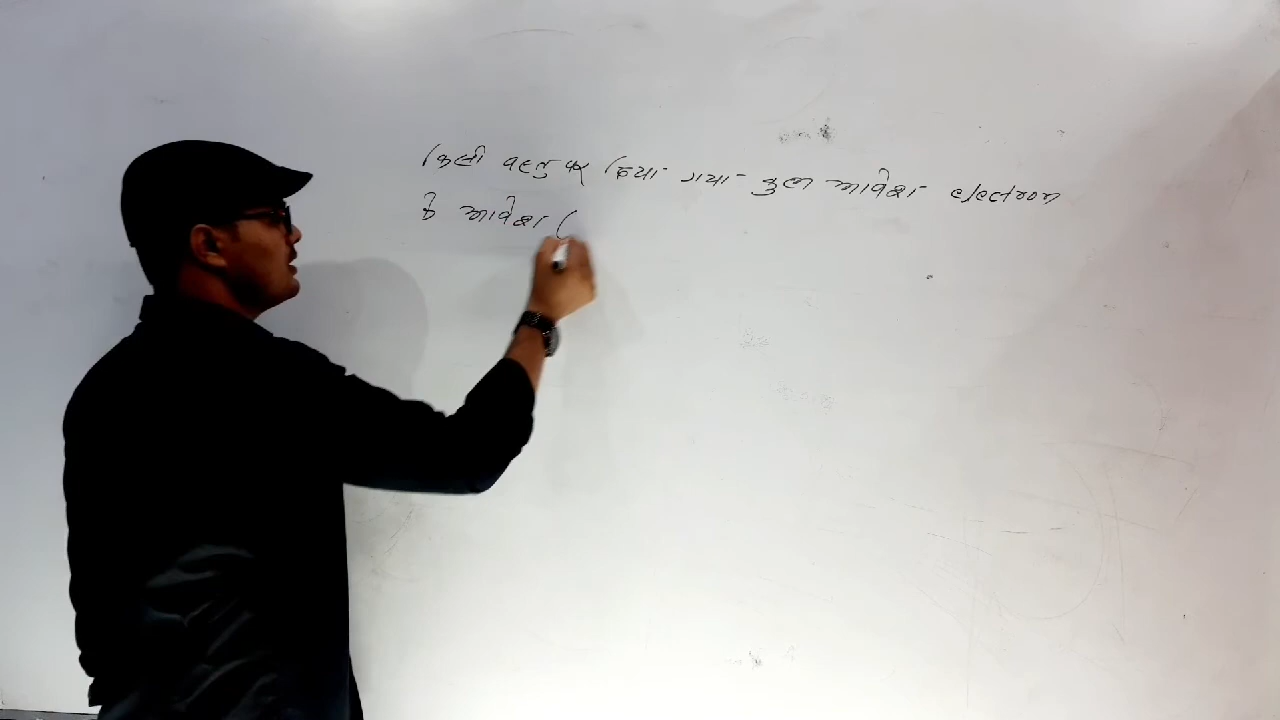 किसी वस्तु पर दिया गया कुल आवेश electron
के आवेश (